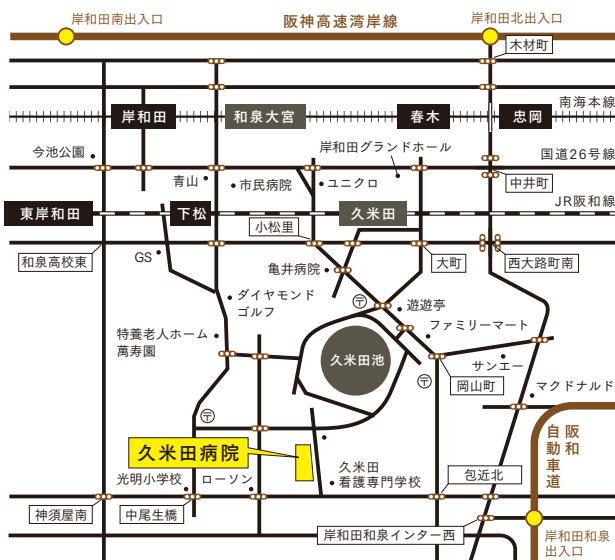 岸和田南出入口
阪神高速湾岸線
岸和田北出入口
木材町
南海本線
岸和田
和泉大宮
春木
忠岡
今池公園
岸和田グランドホール
国道26号線
青山
市民病院
ユニクロ
中井町
JR阪和線
東岸和田
下松
久米田
小松里
和泉高校東
GS
亀井病院
大町
西大路町南
ダイヤモンド
ゴルフ
〒
遊遊亭
ファミリーマート
特養老人ホーム
萬寿園
久米田池
サンエー
〒
岡山町
マクドナルド
〒
阪和
自動車道
久米田病院
光明小学校
ローソン
久米田
看護専門学校
包近北
神須屋南
中尾生橋
岸和田和泉インター西
岸和田和泉
出入口